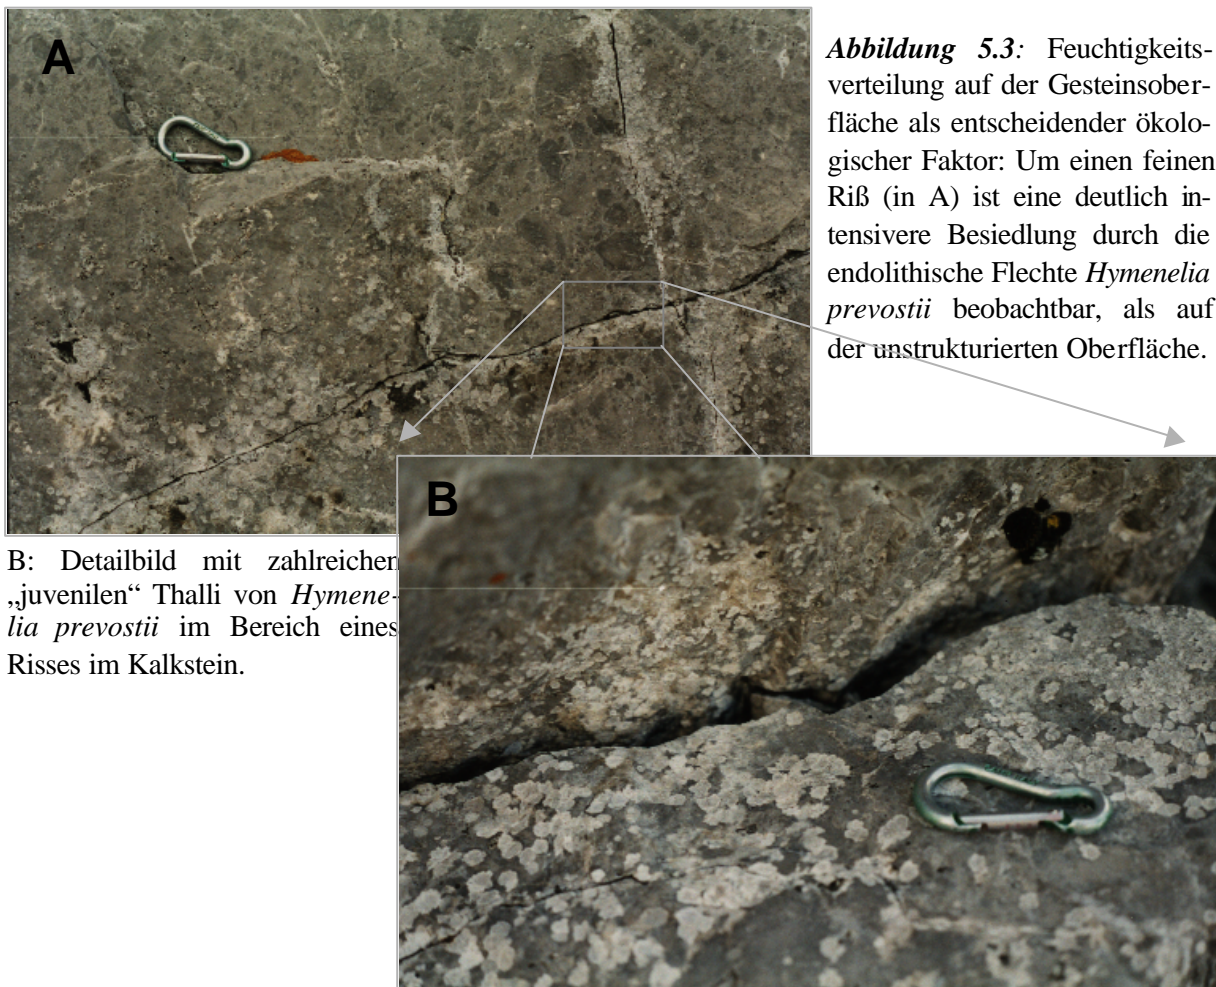 A
Abbildung 5.3: Feuchtigkeits-
verteilung auf der Gesteinsober-
fläche als entscheidender ökolo-
gischer Faktor: Um einen feinen
Riß (in A) ist eine deutlich in-
tensivere Besiedlung durch die
endolithische Flechte Hymenelia
prevostii beobachtbar, als auf
der unstrukturierten Oberfläche.
B
B: Detailbild mit zahlreichen
„juvenilen“ Thalli von Hymene-
lia prevostii im Bereich eines
Risses im Kalkstein.